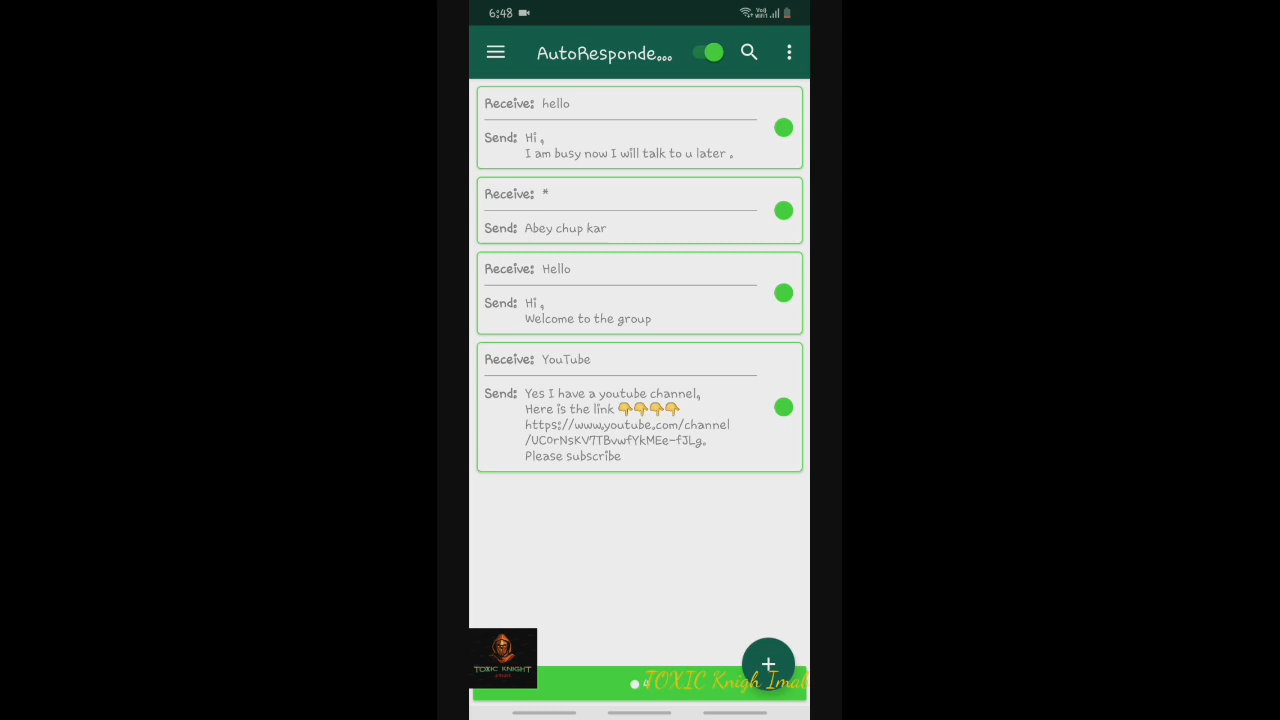 6:48
AutoResponde...
Receive: hello
Send: Hi ,
I am busy now I will talk to u later .
Receive: *
Send: Abey chup kar
Receive: Hello
Send: Hi ,
Welcome to the group
Receive: YouTube
Send: Yes I have a youtube channel,
Here is the link 👇👇👇👇
https://www.youtube.com/channel
/UC0rNsKV7TBvwfYkMEe-fJLg.
Please subscribe
TOXIC KNIGHT
TOXIC Knigh Imal